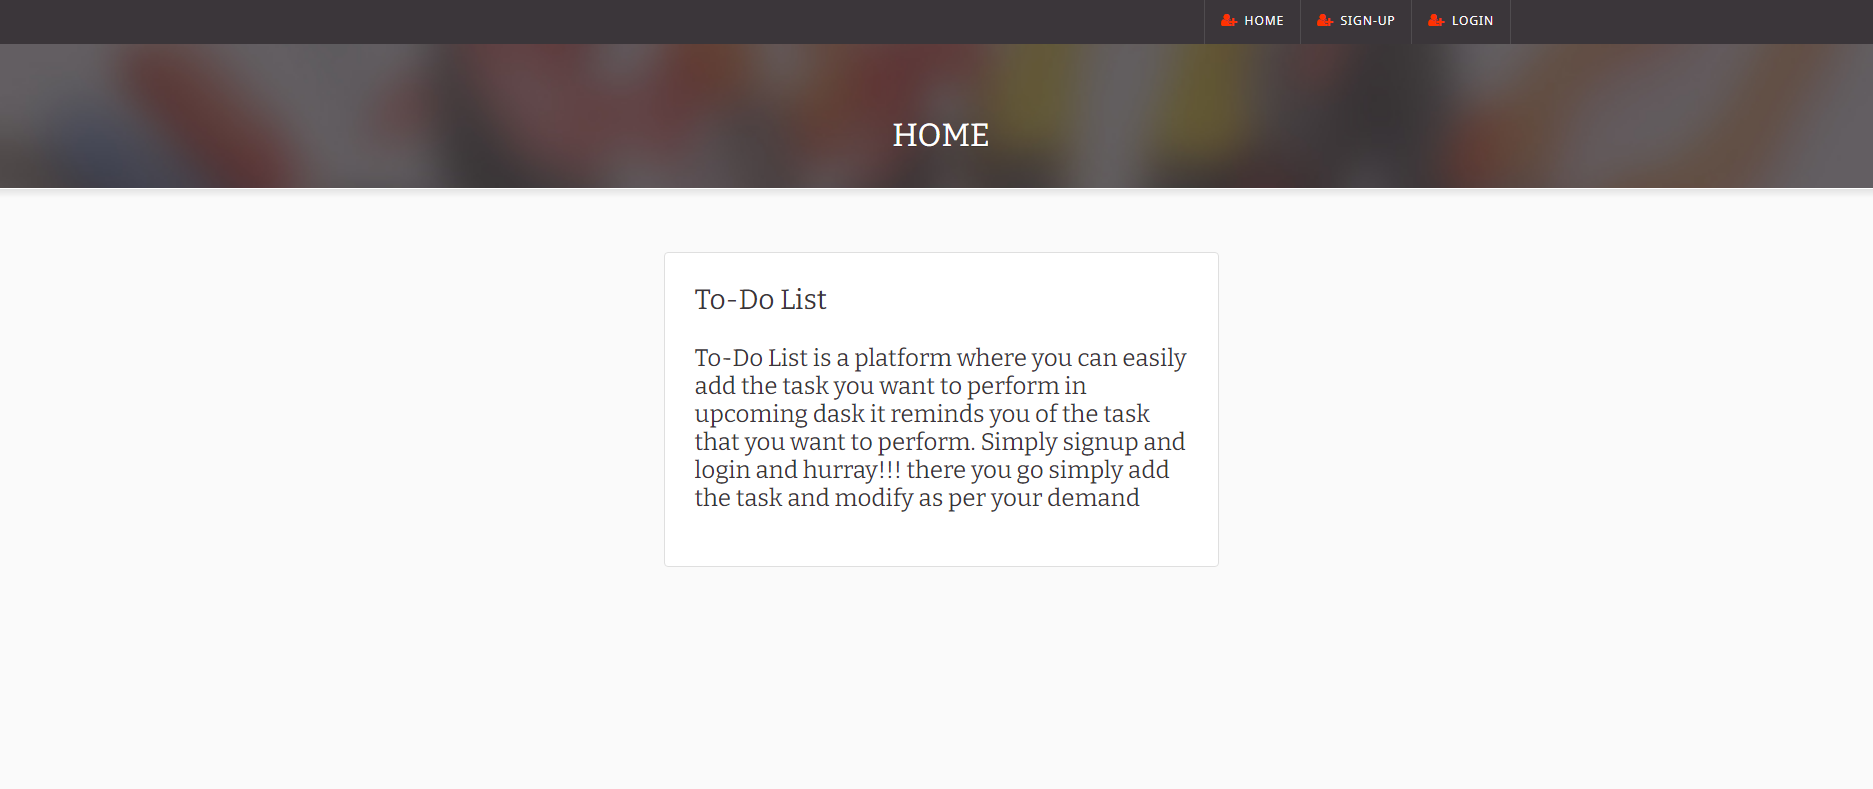 HOME SIGN-UP LOGIN
HOME
To-Do List
To-Do List is a platform where you can easily
add the task you want to perform in
upcoming dask it reminds you of the task
that you want to perform. Simply signup and
login and hurray!!! there you go simply add
the task and modify as per your demand